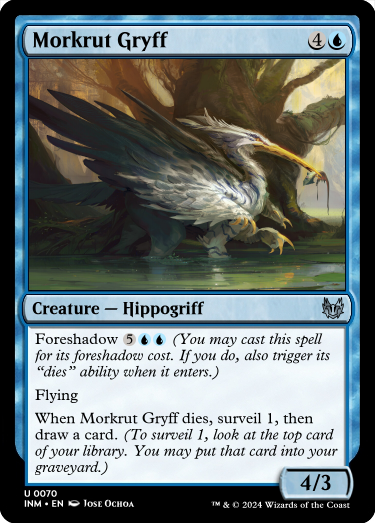 Morkrut Gryff 4
Creature — Hippogriff
Foreshadow 5 (You may cast this spell
for its foreshadow cost. If you do, also trigger its
“dies” ability when it enters.)
Flying
When Morkrut Gryff dies, surveil 1, then
draw a card. (To surveil 1, look at the top card
of your library. You may put that card into your
graveyard.)
4/3
U 0070
INM • EN Jose Ochoa ™ & © 2024 Wizards of the Coast